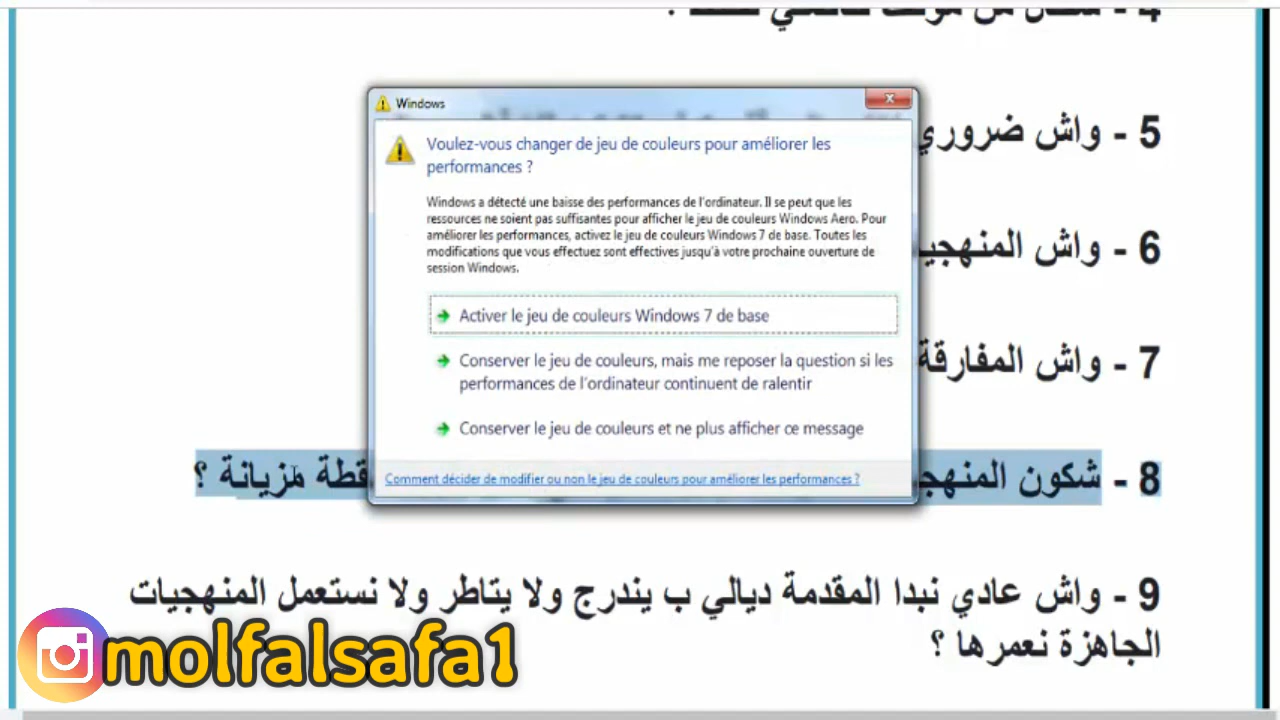 4 -
5 - واش ضروري
6 - واش
7 - واش المفارقة
8 - شكون
مزيانة ؟
9 - واش عادي نبدا المقدمة ديالي ب يندرج ولا يتاطر ولا نستعمل المنهجيات
الجاهزة نعمرها ؟
Windows
Voulez-vous changer de jeu de couleurs pour améliorer les
performances ?
Windows a détecté une baisse des performances de l'ordinateur. Il se peut que les
ressources ne soient pas suffisantes pour afficher le jeu de couleurs Windows Aero. Pour
améliorer les performances, activez le jeu de couleurs Windows 7 de base. Toutes les
modifications que vous effectuez sont effectives jusqu'à votre prochaine ouverture de
session Windows.
Activer le jeu de couleurs Windows 7 de base
Conserver le jeu de couleurs, mais me reposer la question si les
performances de l'ordinateur continuent de ralentir
Conserver le jeu de couleurs et ne plus afficher ce message
Comment décider de modifier ou non le jeu de couleurs pour améliorer les performances ?
molfalsafa1